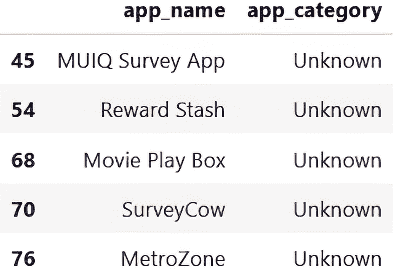 app_name app_category
45 MUIQ Survey App Unknown
54 Reward Stash Unknown
68 Movie Play Box Unknown
70 SurveyCow Unknown
76 MetroZone Unknown